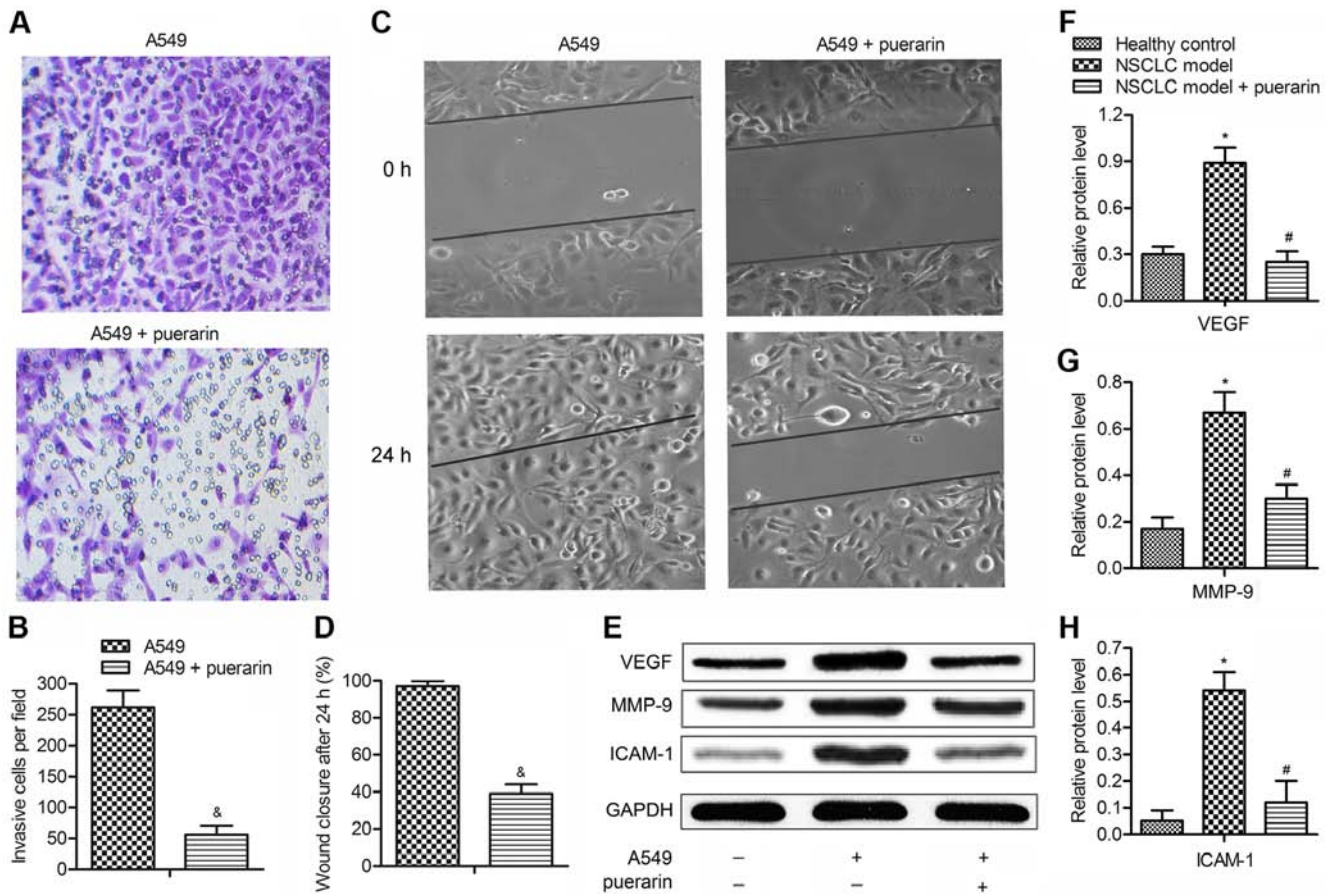 A
A549
A549 + puerarin
B
A549
A549 + puerarin
Invasive cells per field
300
250
200
150
100
50
0
&
C
A549
A549 + puerarin
0 h
24 h
D
Wound closure after 24 h (%)
100
80
60
40
20
0
&
E
VEGF
MMP-9
ICAM-1
GAPDH
A549 – + +
puerarin – – +
F
Healthy control
NSCLC model
NSCLC model + puerarin
Relative protein level
1.2
0.9
0.6
0.3
0.0
*
#
VEGF
G
Relative protein level
0.8
0.6
0.4
0.2
0.0
*
#
MMP-9
H
Relative protein level
0.7
0.6
0.5
0.4
0.3
0.2
0.1
0.0
*
#
ICAM-1